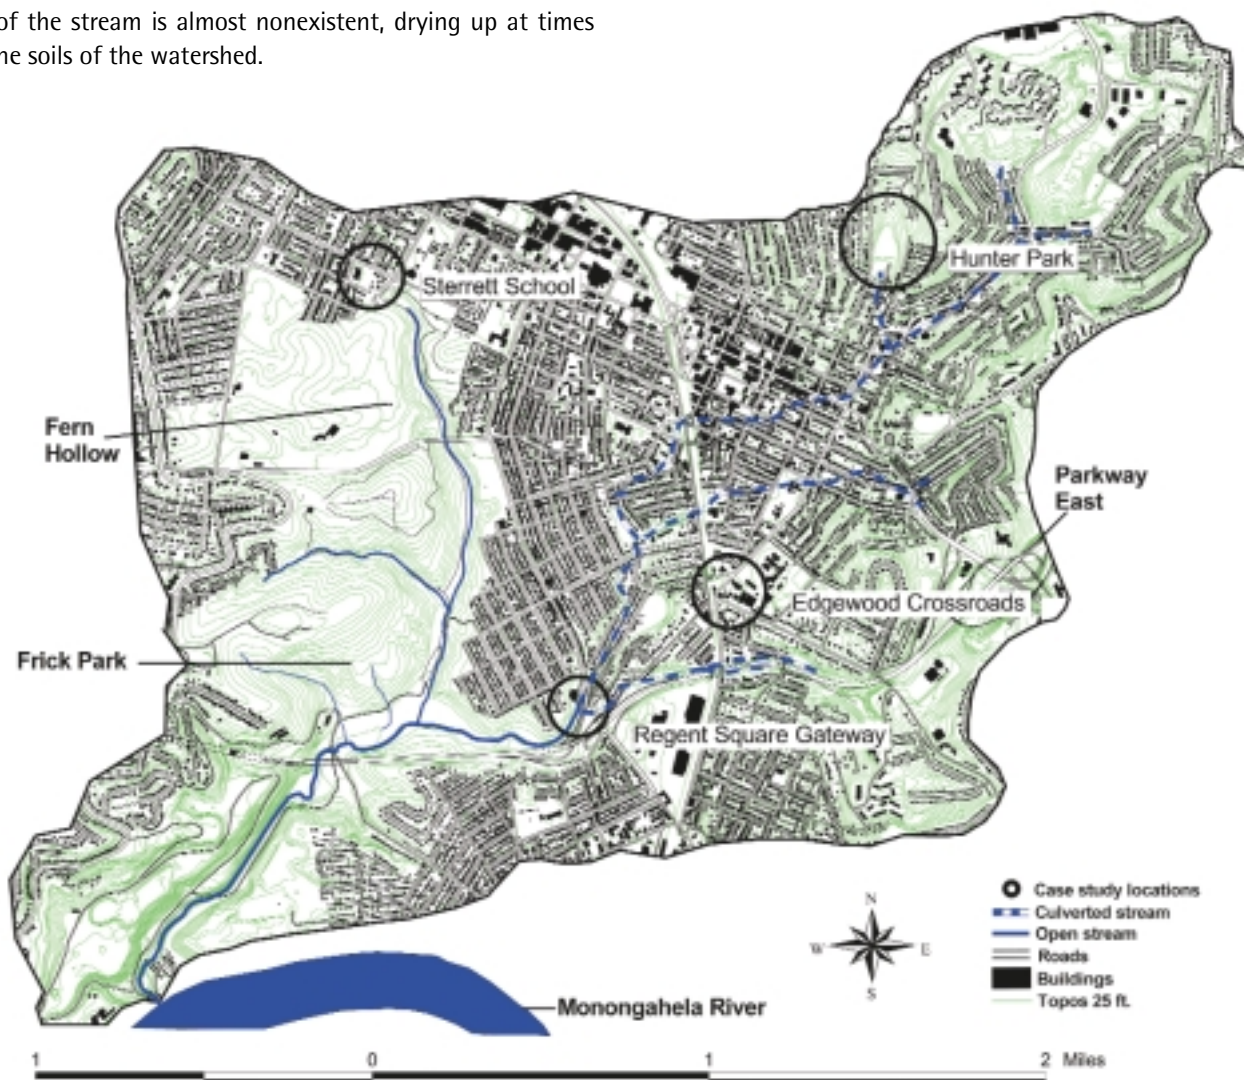 of the stream is almost nonexistent, drying up at times
ne soils of the watershed.
Hunter Park
Sterrett School
Fern
Hollow
Parkway
East
Edgewood Crossroads
Frick Park
Regent Square Gateway
Case study locations
Culverted stream
Open stream
Roads
Buildings
Topos 25 ft.
N
W
E
S
Monongahela River
1
0
1
2 Miles